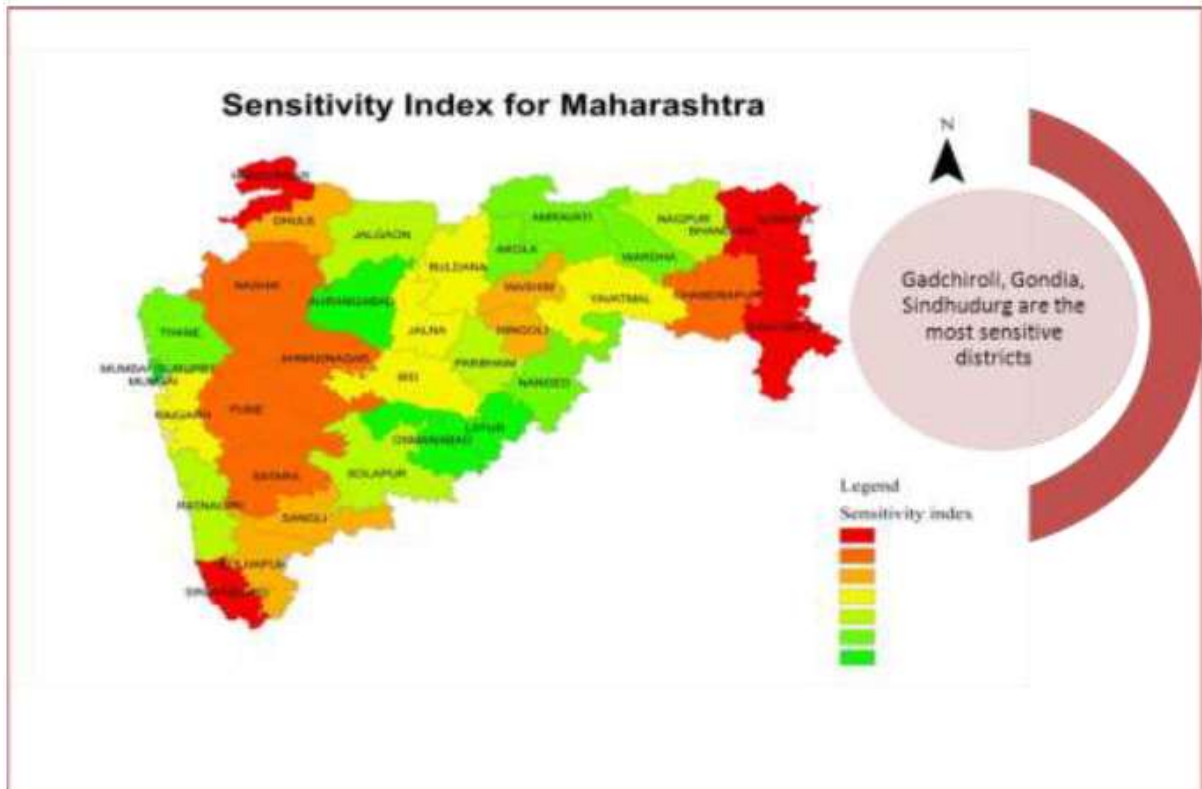 Sensitivity Index for Maharashtra
N
DHULE
JALGAON
AMRAVATI
NAGPUR
AKOLA
WARDHA
BULDANA
NASHIK
AURANGABAD
WASHIM
YAVATMAL
CHANDRAPUR
THANE
JALNA
HINGOLI
AHMADNAGAR
PARBHANI
MUMBAI
BID
NANDED
RAIGARH
PUNE
LATUR
OSMANABAD
SATARA
SOLAPUR
RATNAGIRI
SANGLI
Gadchiroli, Gondia,
Sindhudurg are the
most sensitive
districts
Legend
Sensitivity index